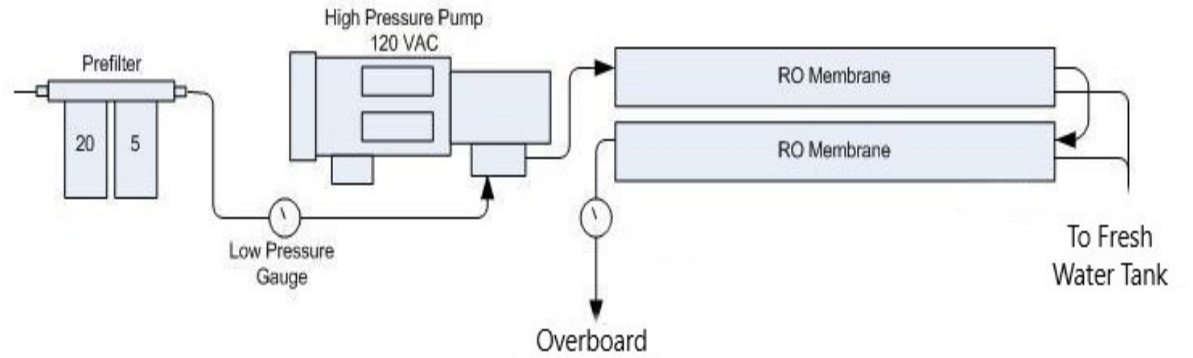 High Pressure Pump
120 VAC
Prefilter
20
5
Low Pressure
Gauge
RO Membrane
RO Membrane
To Fresh
Water Tank
Overboard